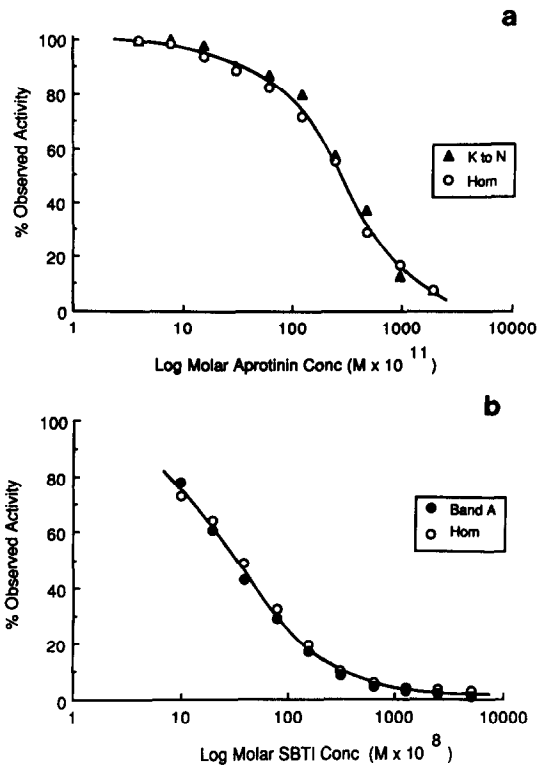 a
100
80
60
40
20
0
% Observed Activity
K to N
Horn
1 10 100 1000 10000
Log Molar Aprotinin Conc (M x 10 11 )
b
100
80
60
40
20
0
% Observed Activity
Band A
Horn
1 10 100 1000 10000
Log Molar SBTI Conc (M x 10 8 )